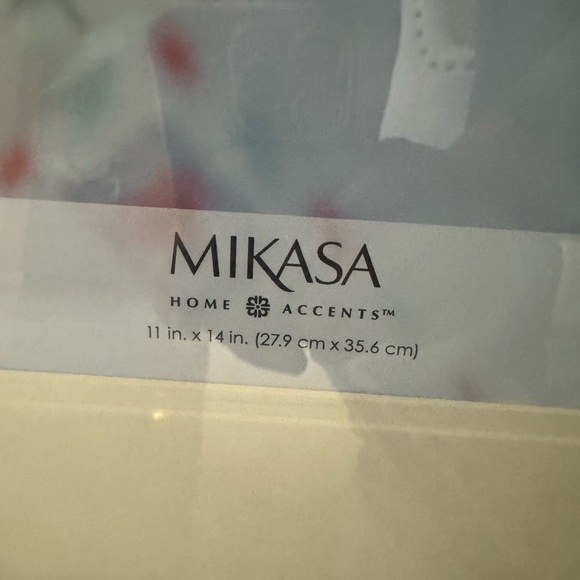 MIKASA
HOME ACCENTS™
11 in. x 14 in. (27.9 cm x 35.6 cm)